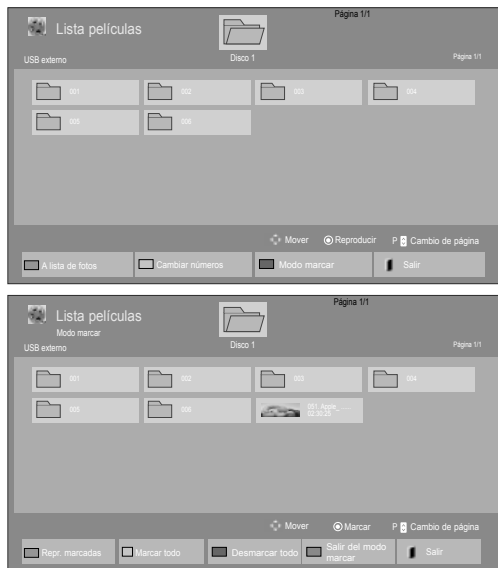 Página 1/1
Lista películas
USB externo
Disco 1
Página 1/1
001
002
003
004
005
006
Mover
Reproducir
P Cambio de página
A lista de fotos
Cambiar números
Modo marcar
Salir
Página 1/1
Lista películas
Modo marcar
USB externo
Disco 1
Página 1/1
001
002
003
004
005
006
001_Apple_......
02:30:25
Mover
Marcar
P Cambio de página
Repr. marcadas
Marcar todo
Desmarcar todo
Salir del modo
marcar
Salir